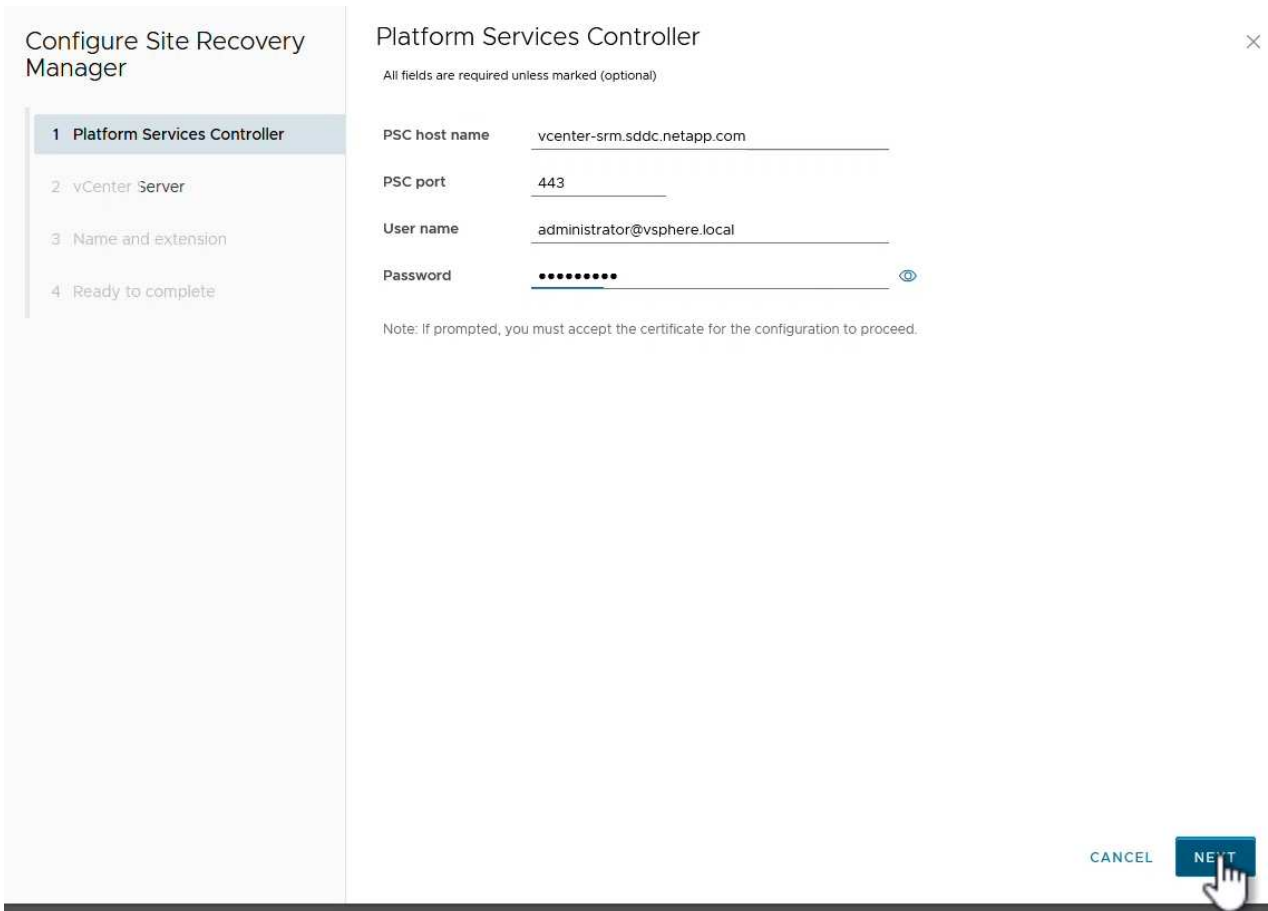 Configure Site Recovery
Manager
1 Platform Services Controller
2 vCenter Server
3 Name and extension
4 Ready to complete
Platform Services Controller
All fields are required unless marked (optional)
PSC host name vcenter-srm.sddc.netapp.com
PSC port 443
User name administrator@vsphere.local
Password •••••••••
Note: If prompted, you must accept the certificate for the configuration to proceed.
CANCEL NEXT